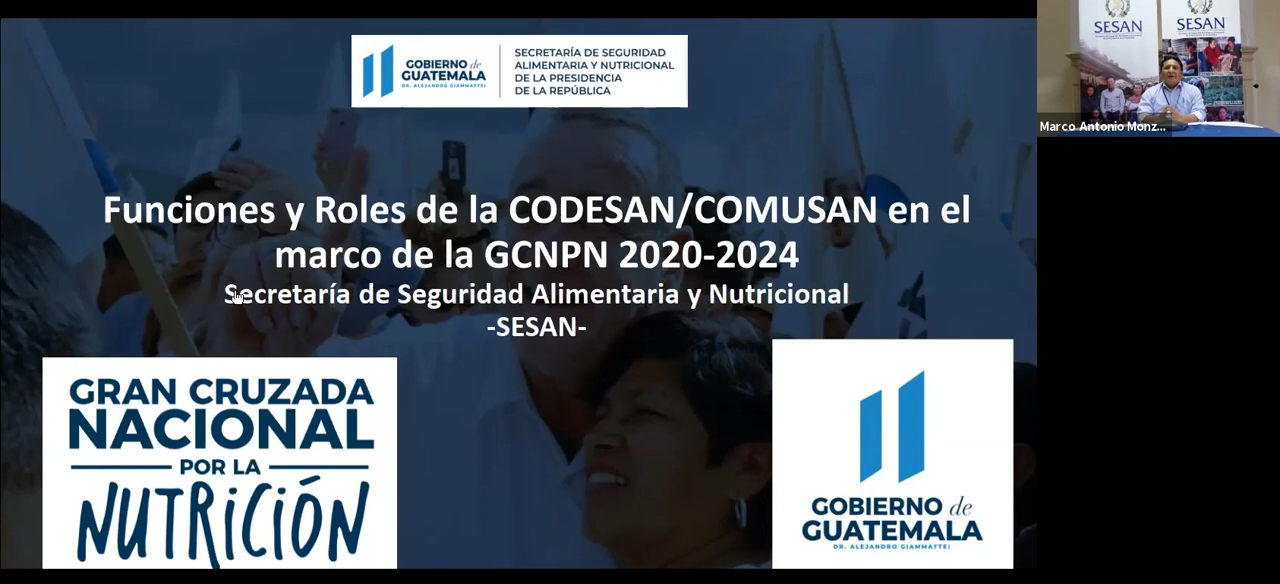 GOBIERNO de
GUATEMALA
DR. ALEJANDRO GIAMMATTEI
SECRETARÍA DE SEGURIDAD
ALIMENTARIA Y NUTRICIONAL
DE LA PRESIDENCIA
DE LA REPÚBLICA
SESAN
SESAN
Marco Antonio Monz...
Funciones y Roles de la CODESAN/COMUSAN en el
marco de la GCNPN 2020-2024
Secretaría de Seguridad Alimentaria y Nutricional
-SESAN-
GRAN CRUZADA
NACIONAL
POR LA
NUTRICIÓN
GOBIERNO de
GUATEMALA
DR. ALEJANDRO GIAMMATTEI